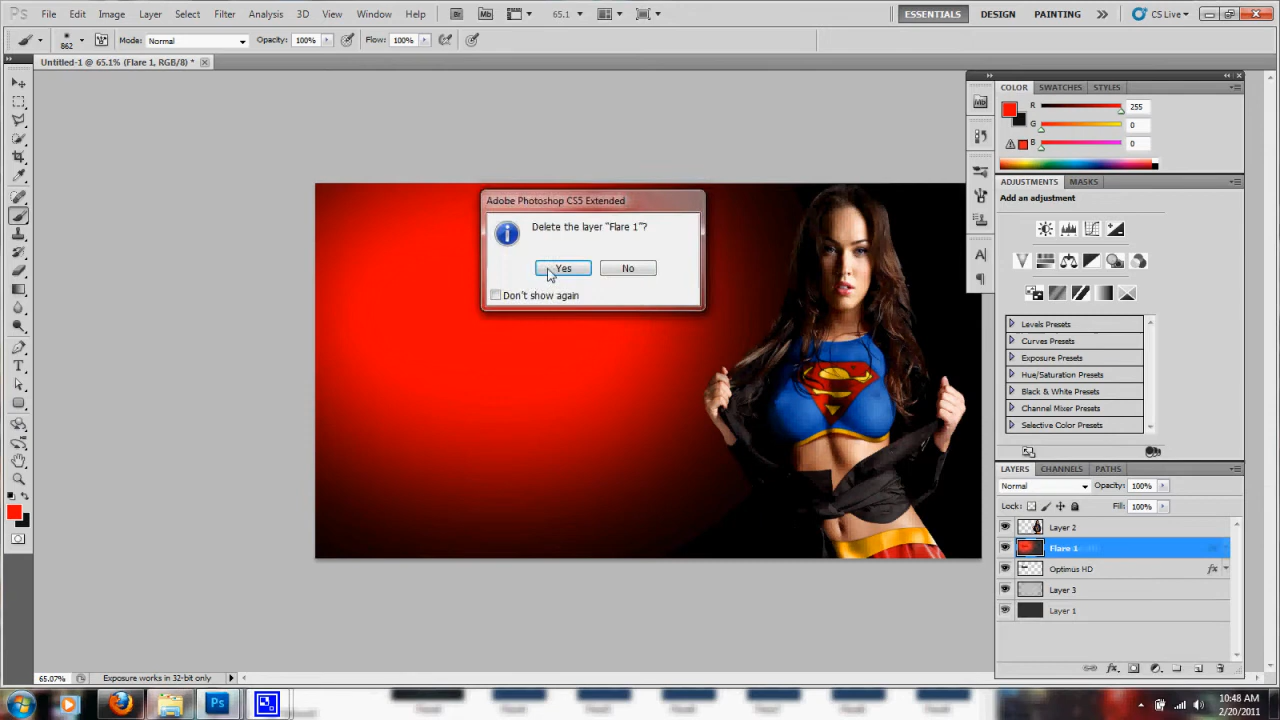 Ps File Edit Image Layer Select Filter Analysis 3D View Window Help Br Mb 65.1 ESSENTIALS DESIGN PAINTING CS Live
862 Mode: Normal Opacity: 100% Flow: 100%
Untitled-1 @ 65.1% (Flare 1, RGB/8) *
COLOR SWATCHES STYLES
R 255
G 0
B 0
ADJUSTMENTS MASKS
Add an adjustment
Adobe Photoshop CS5 Extended
Delete the layer "Flare 1"?
Yes No
Don't show again
Levels Presets
Curves Presets
Exposure Presets
Hue/Saturation Presets
Black & White Presets
Channel Mixer Presets
Selective Color Presets
LAYERS CHANNELS PATHS
Normal Opacity: 100%
Lock: Fill: 100%
Layer 2
Flare 1
Optimus HD fx
Layer 3
Layer 1
65.07% Exposure works in 32-bit only
Ps 10:48 AM
2/20/2011